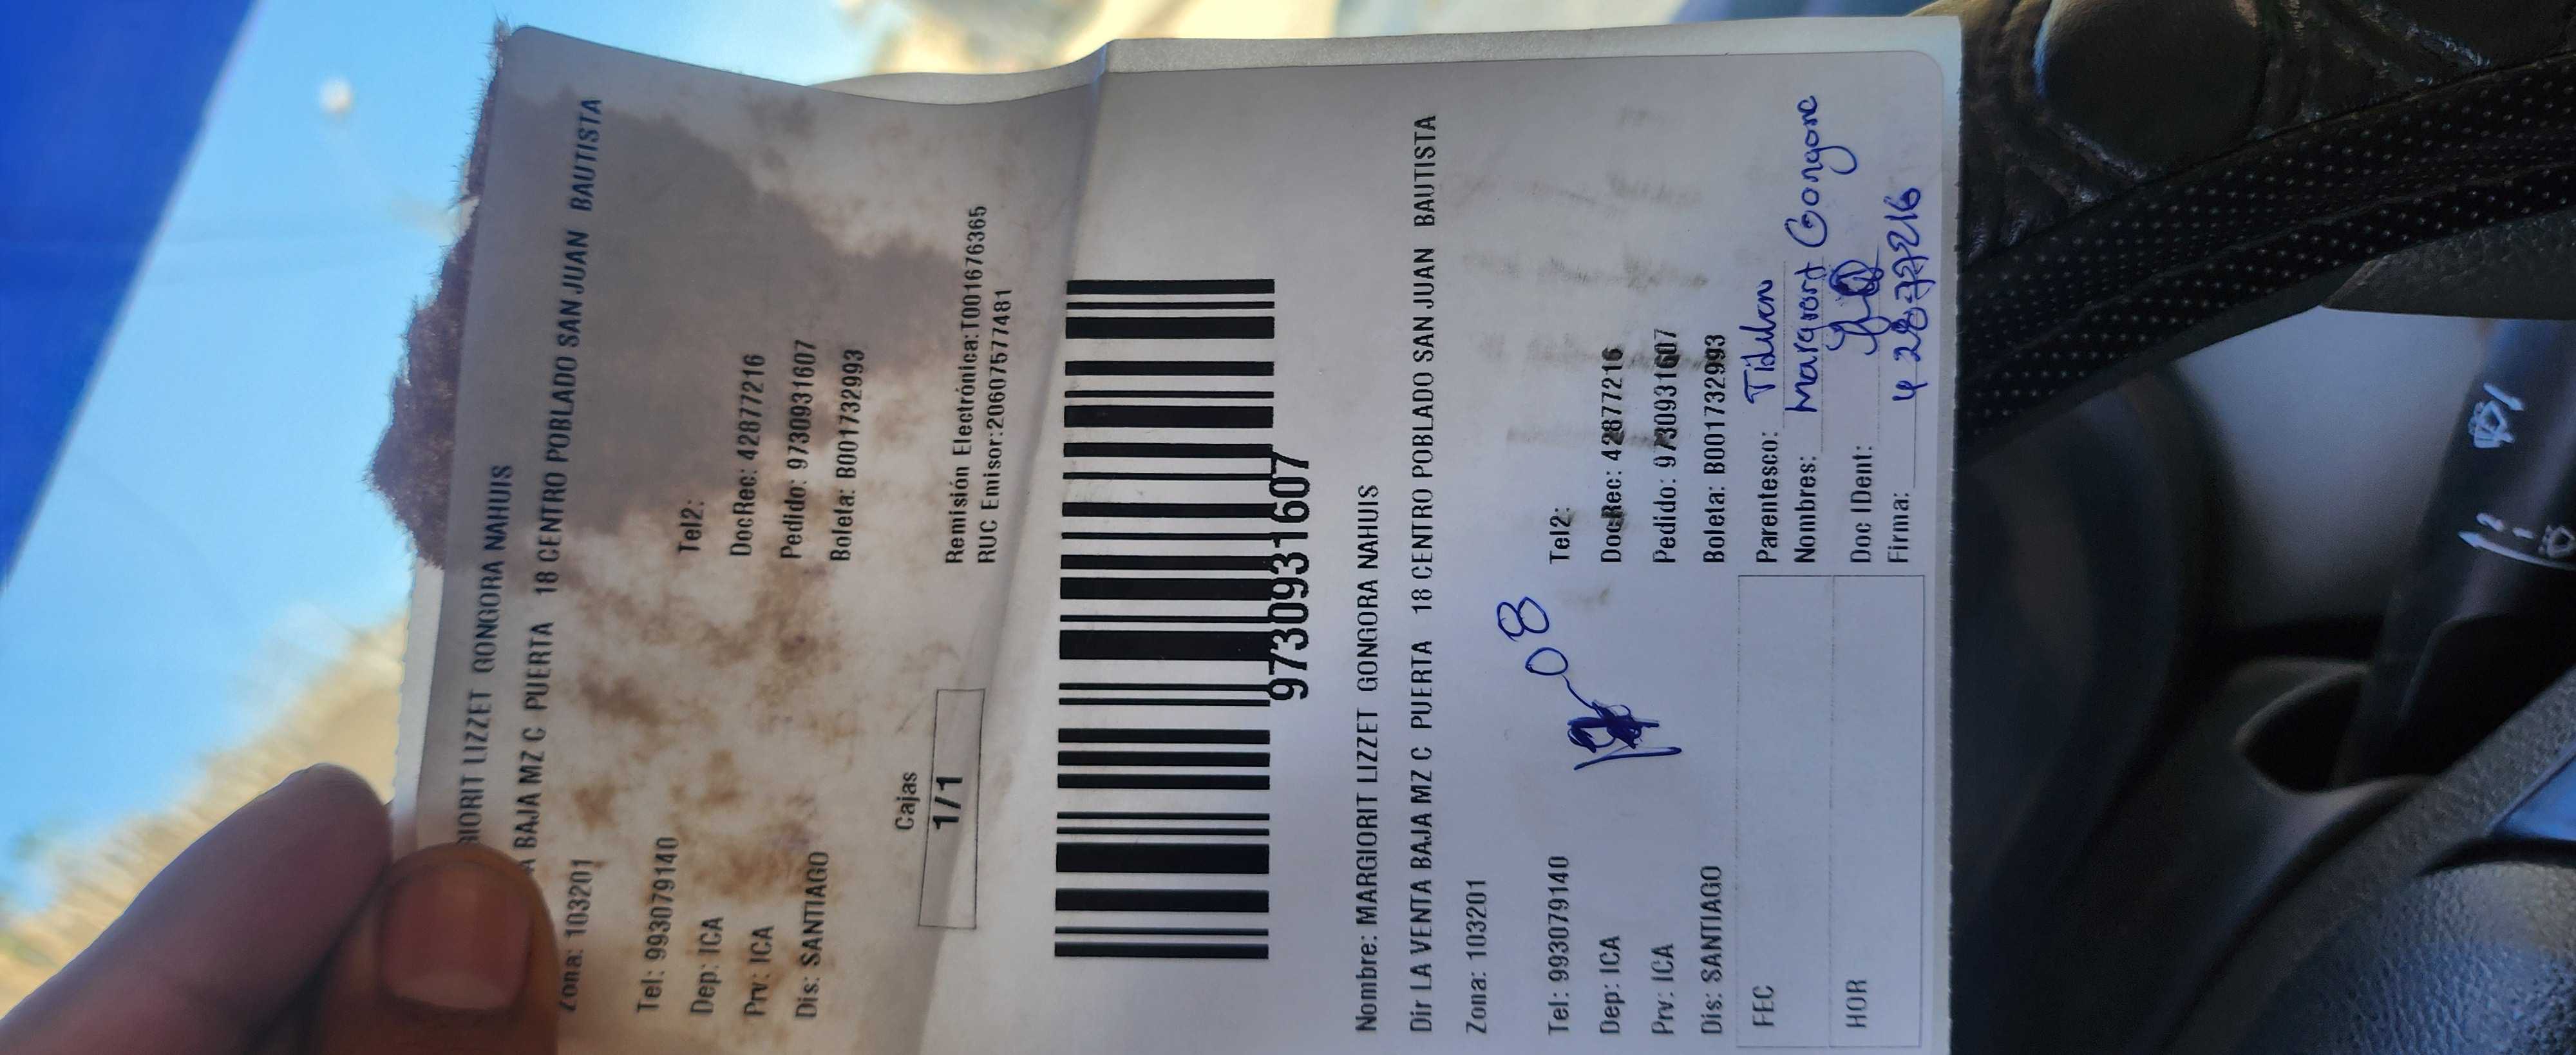 GIORIT LIZZET GONGORA NAHUIS
A BAJA MZ C PUERTA 18 CENTRO POBLADO SAN JUAN BAUTISTA
Zona: 103201
Tel: 993079140 Tel2:
Dep: ICA DocRec: 42877216
Prv: ICA Pedido: 9730931607
Dis: SANTIAGO Boleta: B001732993
Cajas
1/1
Remisión Electrónica:T001676365
RUC Emisor:20607577481
9730931607
Nombre: MARGIORIT LIZZET GONGORA NAHUIS
Dir LA VENTA BAJA MZ C PUERTA 18 CENTRO POBLADO SAN JUAN BAUTISTA
Zona: 103201
08
Tel: 993079140 Tel2:
Dep: ICA DocRec: 42877216
Prv: ICA Pedido: 9730931607
Dis: SANTIAGO Boleta: B001732993
FEC Parentesco:
Nombres:
HOR Doc IDent:
Firma: